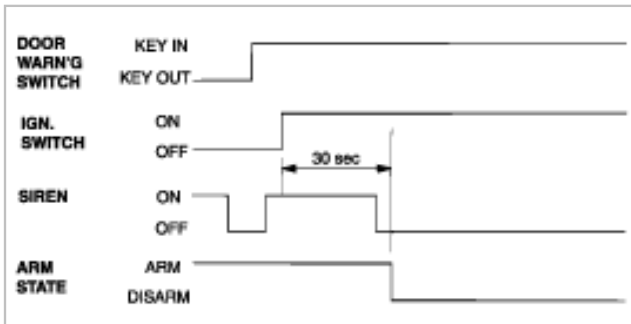 DOOR
WARN'G
SWITCH
KEY IN
KEY OUT
IGN.
SWITCH
ON
OFF
30 sec
SIREN
ON
OFF
ARM
STATE
ARM
DISARM